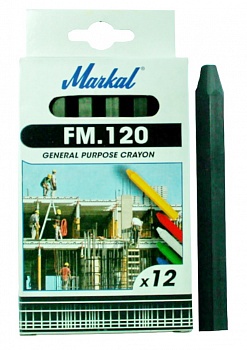 Markal
FM.120
GENERAL PURPOSE CRAYON
x12